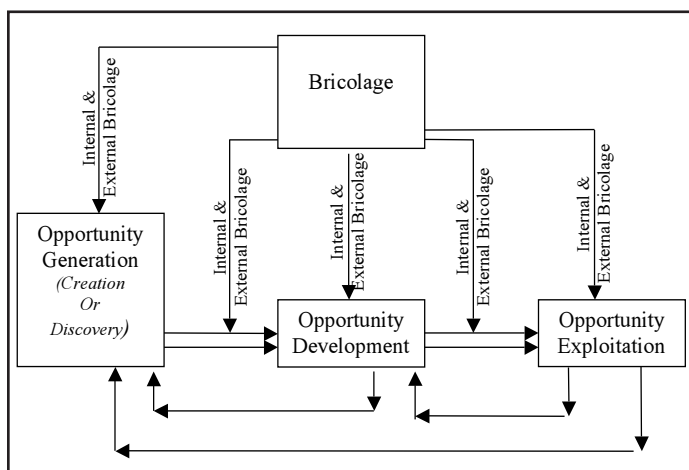 Bricolage
Internal &
External Bricolage
Internal &
External Bricolage
Internal &
External Bricolage
Internal &
External Bricolage
Internal &
External Bricolage
Opportunity
Generation
(Creation
Or
Discovery)
Opportunity
Development
Opportunity
Exploitation